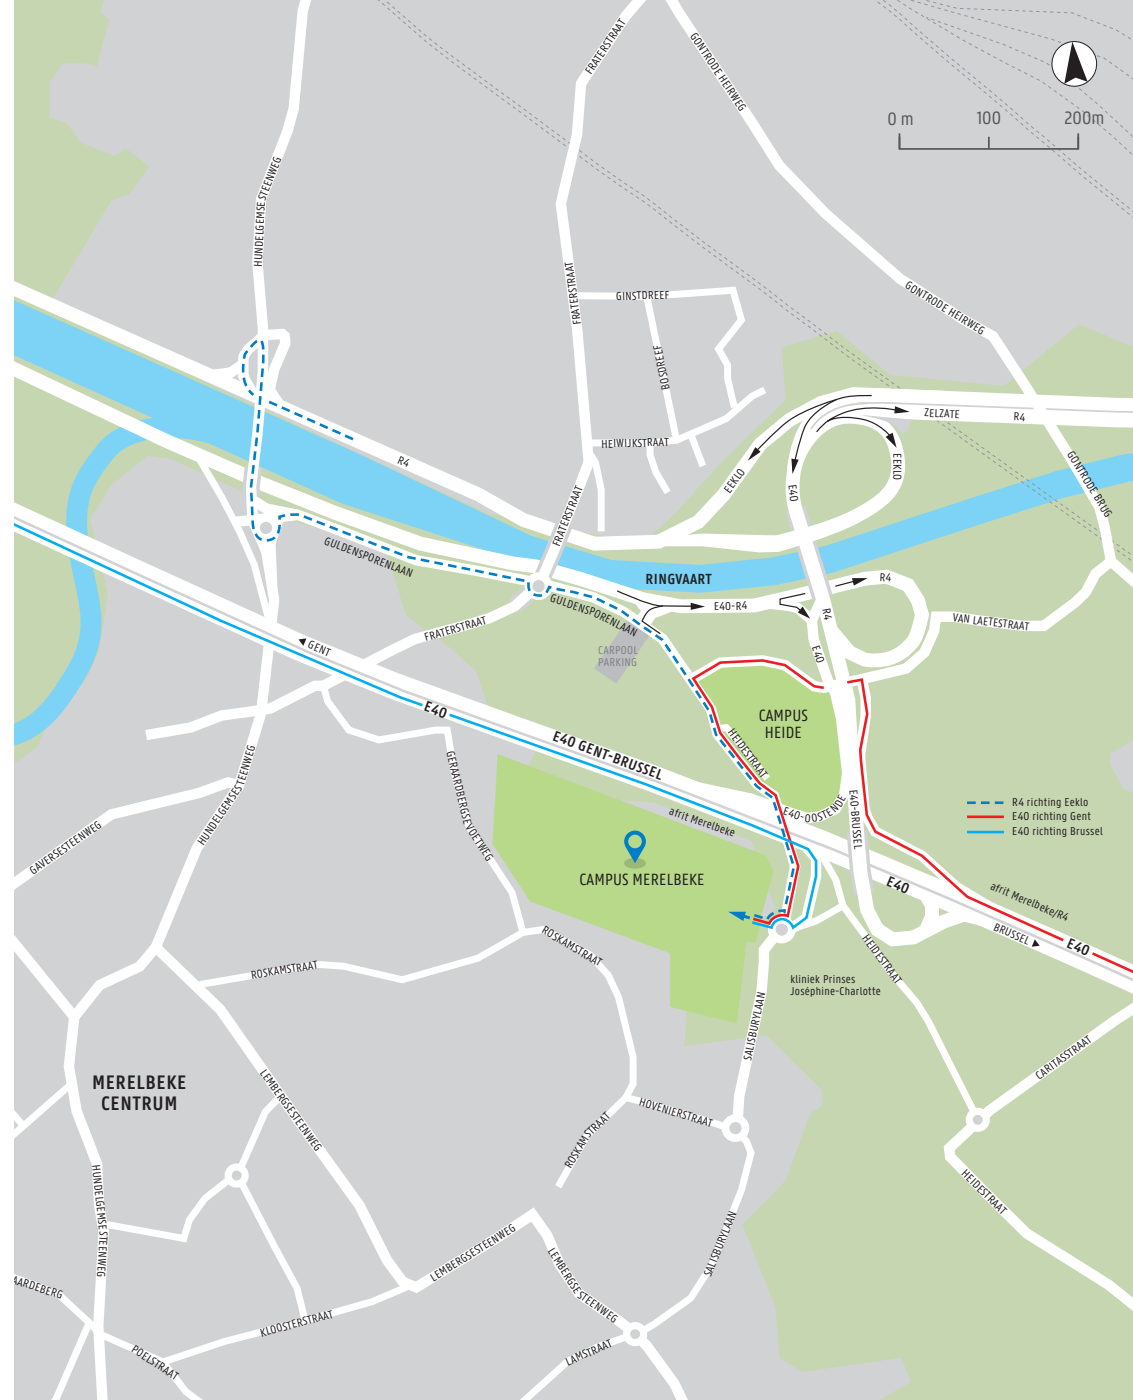 FRATERSTRAAT
GONTRODE HEIRWEG
0 m
100
200m
HUNDELGEMSESTEENWEG
FRATERSTRAAT
GINSTDREEF
GONTRODE HEIRWEG
BOSDREEF
ZELZATE
R4
HEIWIJKSTRAAT
R4
EEKLO
E40
EEKLO
GONTRODE BRUG
FRATERSTRAAT
GULDENSPORENLAAN
RINGVAART
R4
GULDENSPORENLAAN
E40-R4
R4
VAN LAETESTRAAT
FRATERSTRAAT
GENT
CARPOOL
PARKING
E40
E40
CAMPUS
HEIDE
E40 GENT-BRUSSEL
HEIDESTRAAT
GERAARDBERGSEVOETWEG
HUNDELGEMSESTEENWEG
GAVERSESTEENWEG
E40-OOSTENDE
E40-BRUSSEL
afrit Merelbeke
R4 richting Eeklo
E40 richting Gent
E40 richting Brussel
CAMPUS MERELBEKE
E40
afrit Merelbeke/R4
BRUSSEL
E40
ROSKAMSTRAAT
ROSKAMSTRAAT
HEIDESTRAAT
kliniek Prinses
Joséphine-Charlotte
SALISBURYLAAN
CARITASSTRAAT
MERELBEKE
CENTRUM
LEMBERGSESTEENWEG
HOVENIERSTRAAT
ROSKAMSTRAAT
HEIDESTRAAT
HUNDELGEMSESTEENWEG
SALISBURYLAAN
LEMBERGSESTEENWEG
LEMBERGSESTEENWEG
AARDEBERG
KLOOSTERSTRAAT
POELSTRAAT
LAMSTRAAT